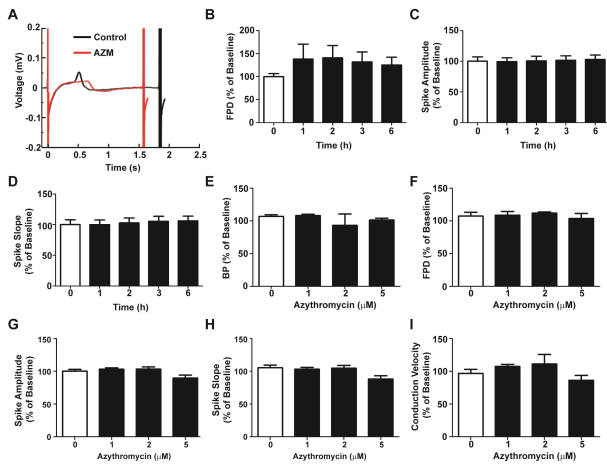 A
Control
AZM
Voltage (mV)
0.2
0.1
0
-0.1
-0.2
0 0.5 1 1.5 2 2.5
Time (s)
B
FPD
(% of Baseline)
200
150
100
50
0
0 1 2 3 6
Time (h)
C
Spike Amplitude
(% of Baseline)
150
100
50
0
0 1 2 3 6
Time (h)
D
Spike Slope
(% of Baseline)
150
100
50
0
0 1 2 3 6
Time (h)
E
BP
(% of Baseline)
150
100
50
0
0 1 2 5
Azythromycin (μM)
F
FPD
(% of Baseline)
150
100
50
0
0 1 2 5
Azythromycin (μM)
G
Spike Amplitude
(% of Baseline)
150
100
50
0
0 1 2 5
Azythromycin (μM)
H
Spike Slope
(% of Baseline)
150
100
50
0
0 1 2 5
Azythromycin (μM)
I
Conduction Velocity
(% of Baseline)
150
100
50
0
0 1 2 5
Azythromycin (μM)